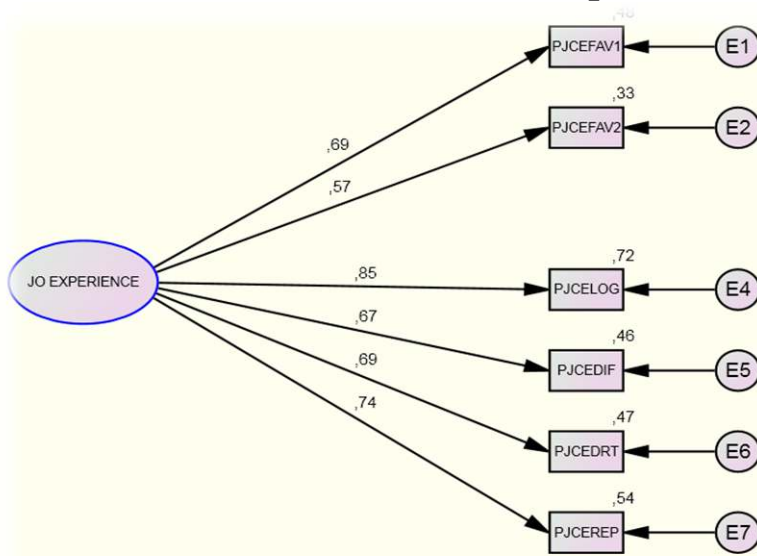 ,48
PJCEFAV1
E1
,33
PJCEFAV2
E2
,69
,57
JO EXPERIENCE
,85
,72
PJCELOG
E4
,67
,46
PJCEDIF
E5
,69
,47
PJCEDRT
E6
,74
,54
PJCEREP
E7